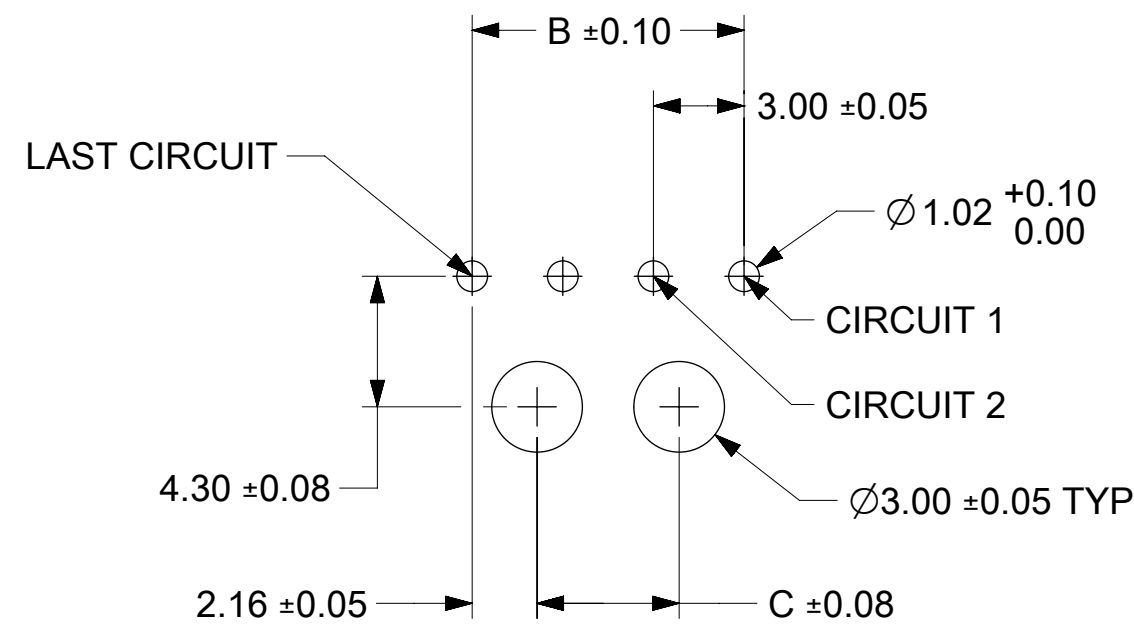 B ±0.10
3.00 ±0.05
LAST CIRCUIT
⌀1.02 +0.10
0.00
CIRCUIT 1
CIRCUIT 2
4.30 ±0.08
⌀3.00 ±0.05 TYP
2.16 ±0.05
C ±0.08